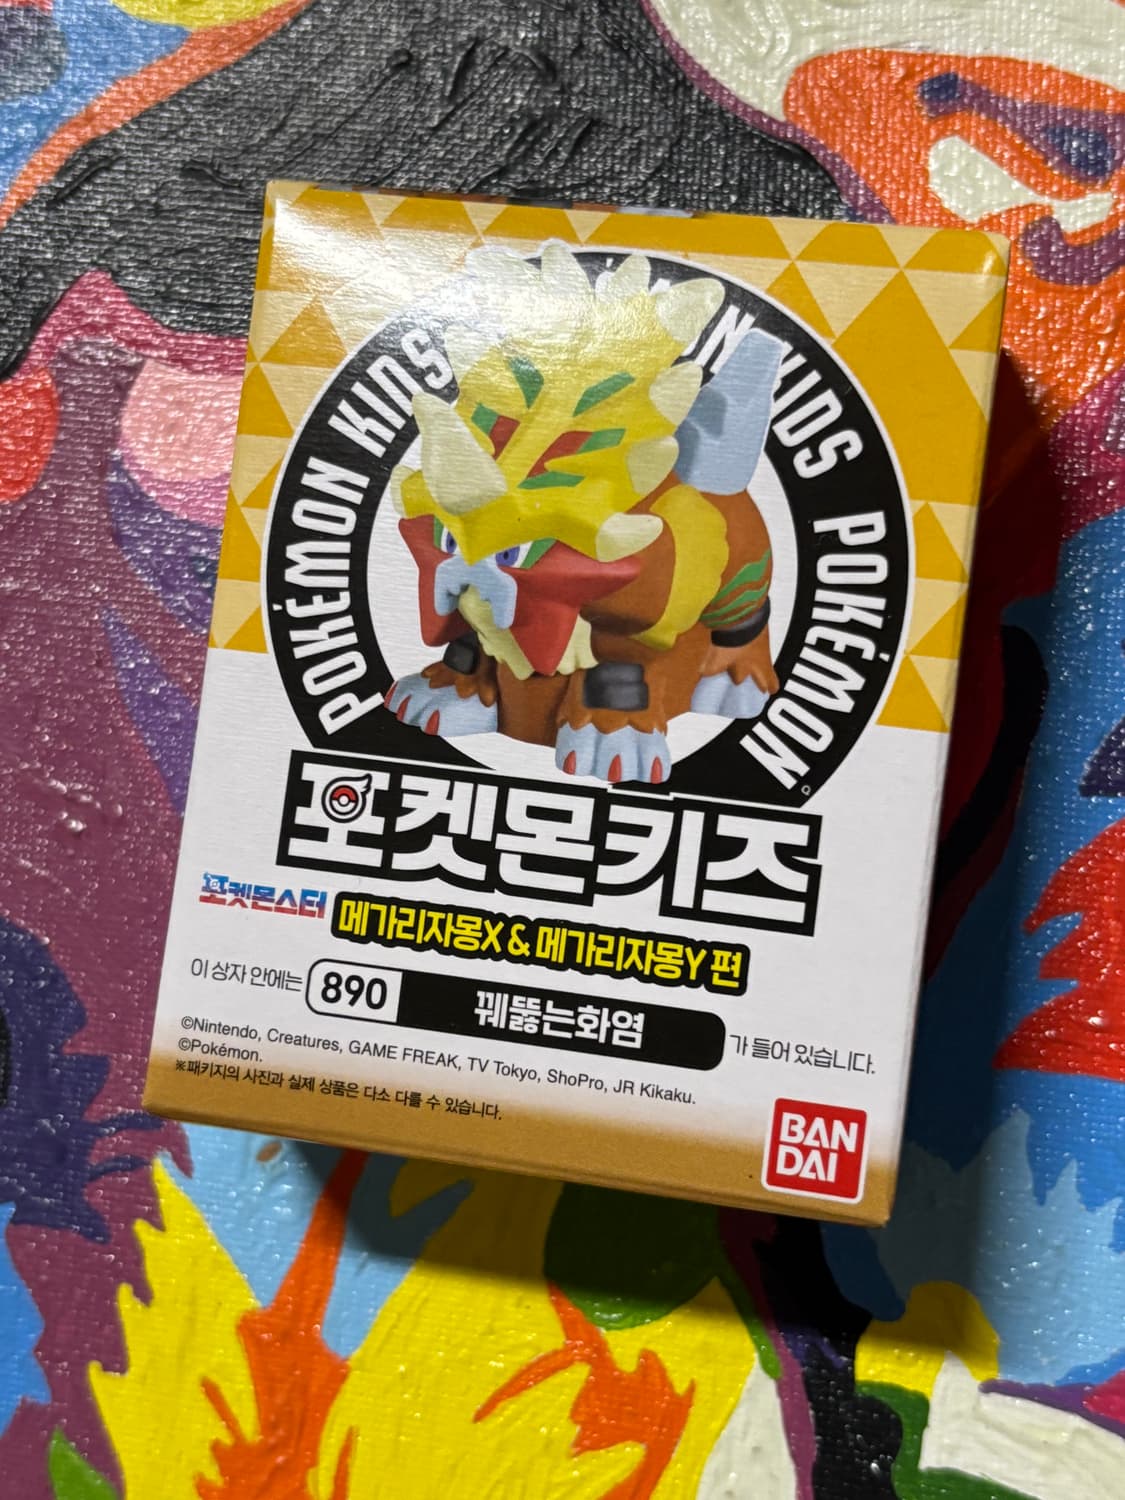 POKÉMON KIDS
N KIDS POKÉMON
포켓몬키즈
포켓몬스터
메가리자몽X & 메가리자몽Y 편
이 상자 안에는 890 꿰뚫는화염 가 들어 있습니다.
©Nintendo, Creatures, GAME FREAK, TV Tokyo, ShoPro, JR Kikaku.
©Pokémon.
※패키지의 사진과 실제 상품은 다소 다를 수 있습니다.
BAN
DAI